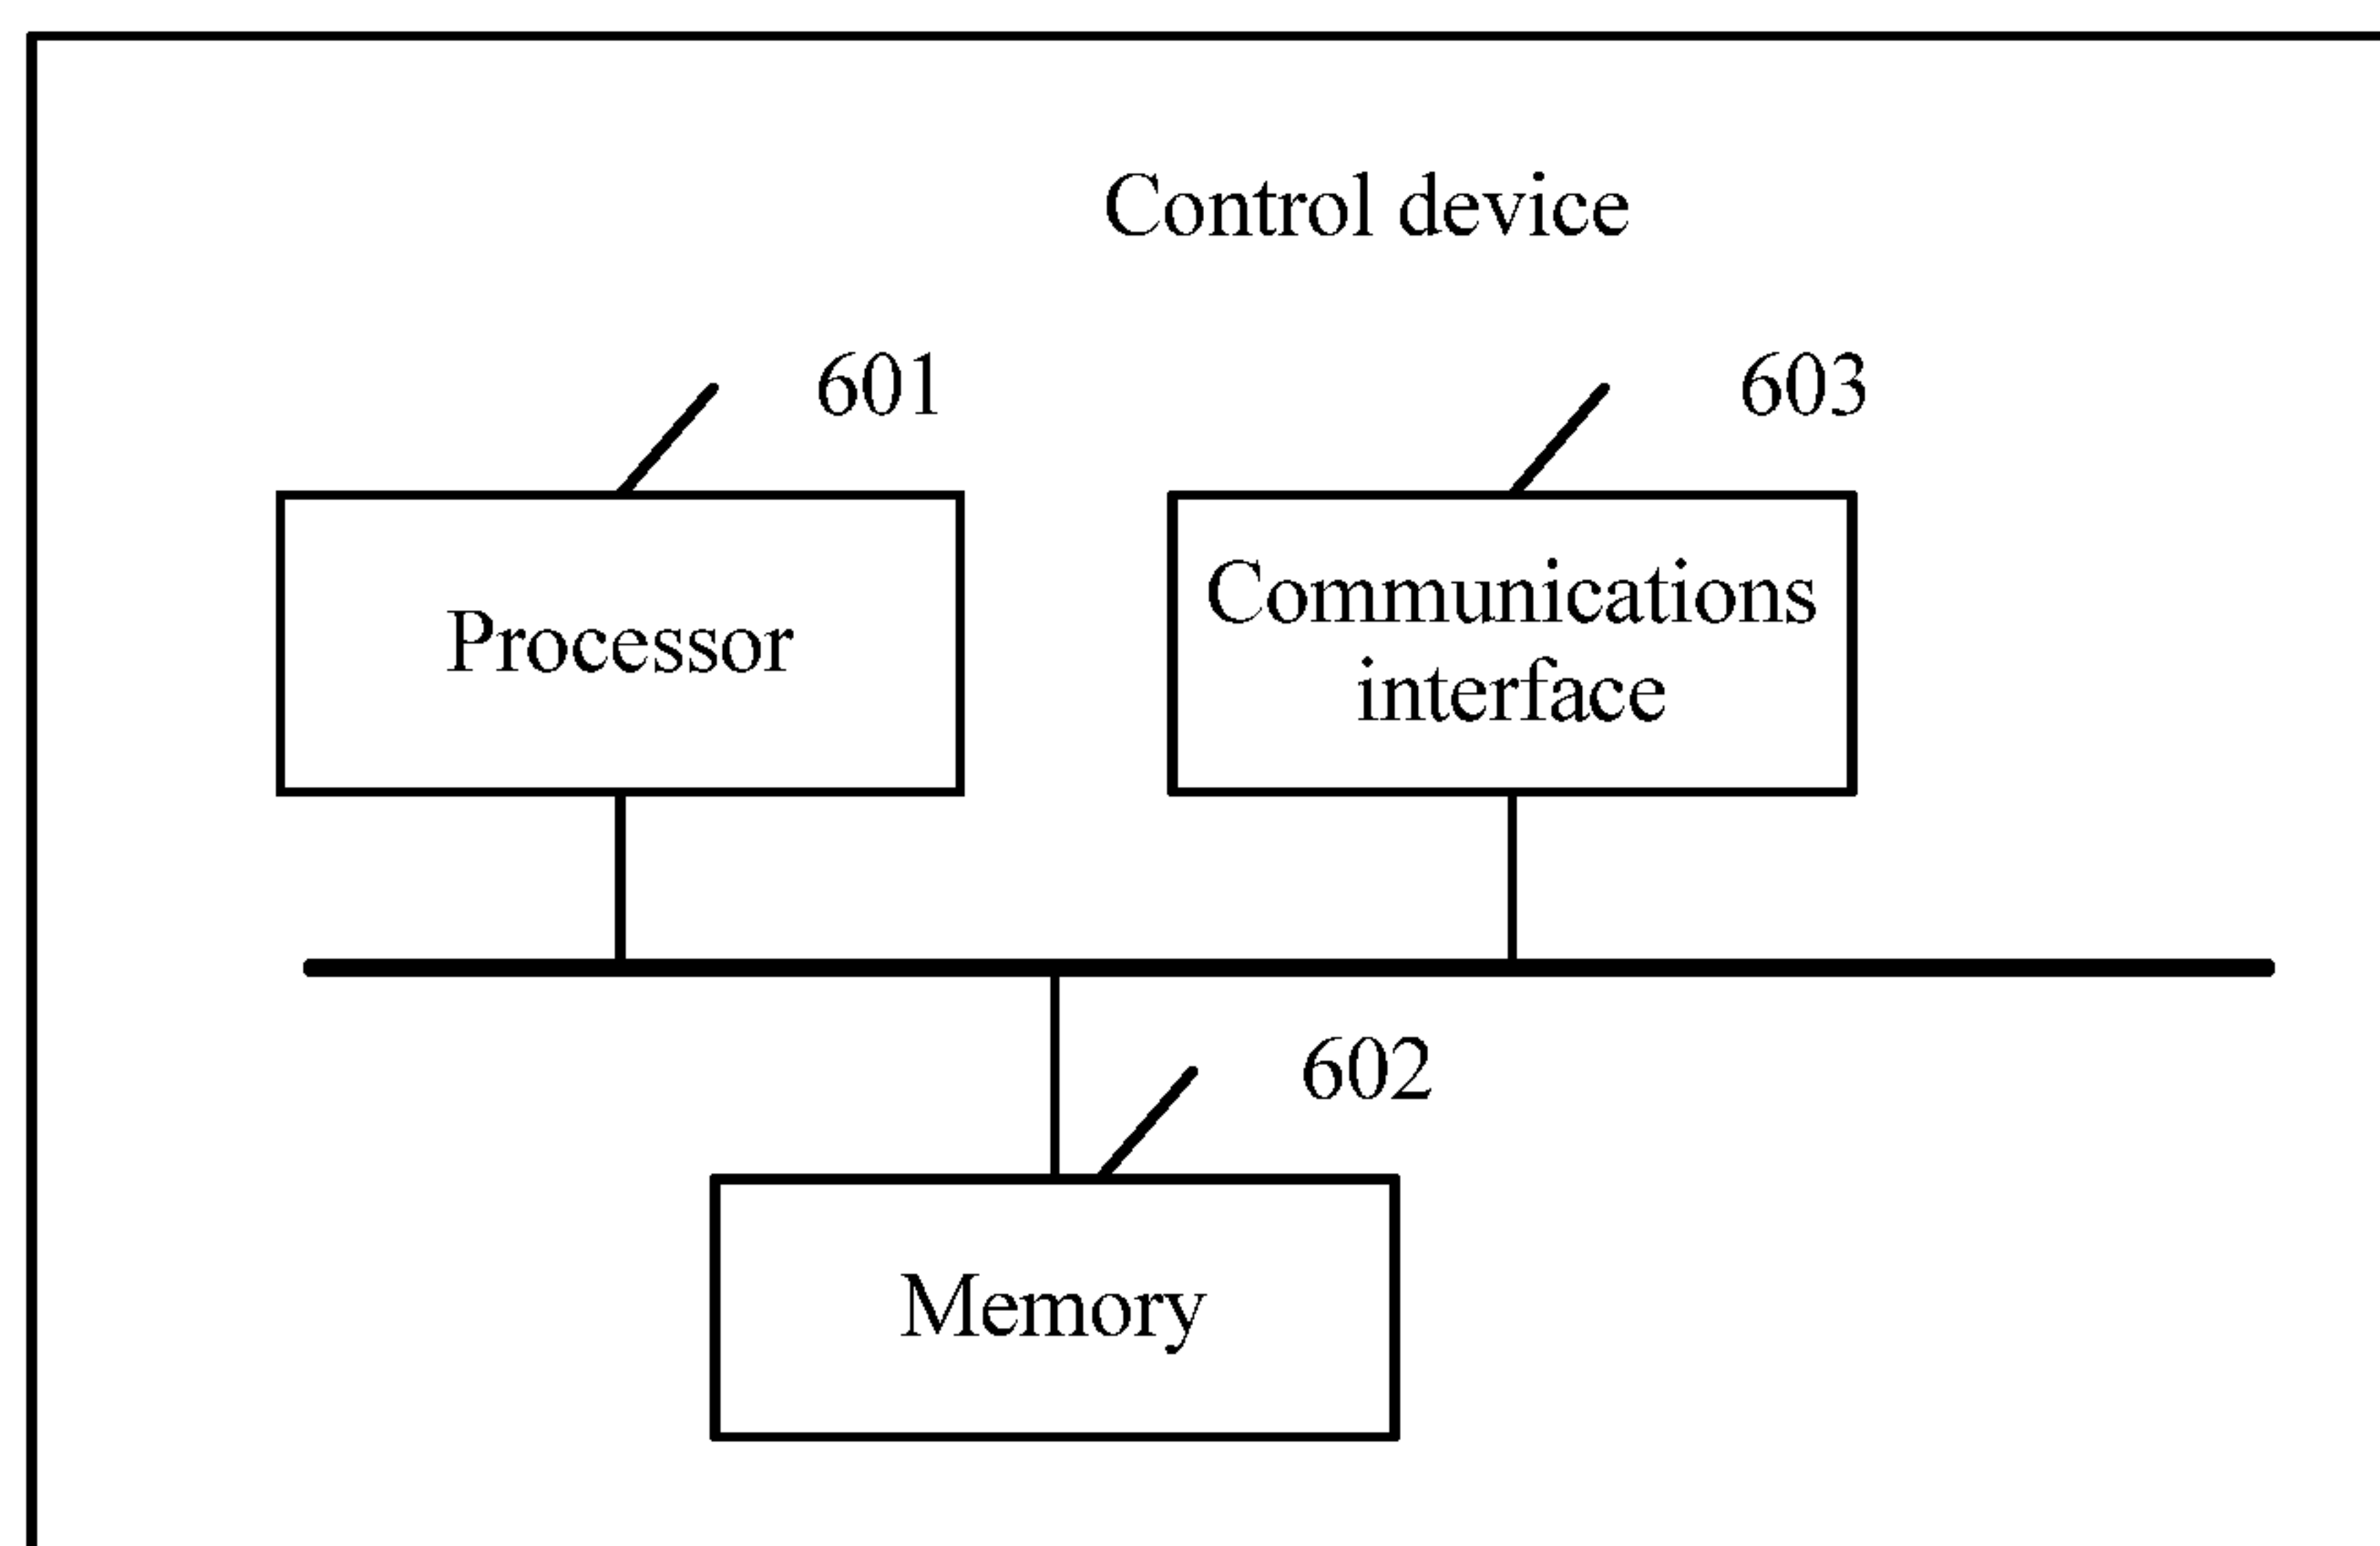 Control device
601
603
Processor
Communications
interface
602
Memory